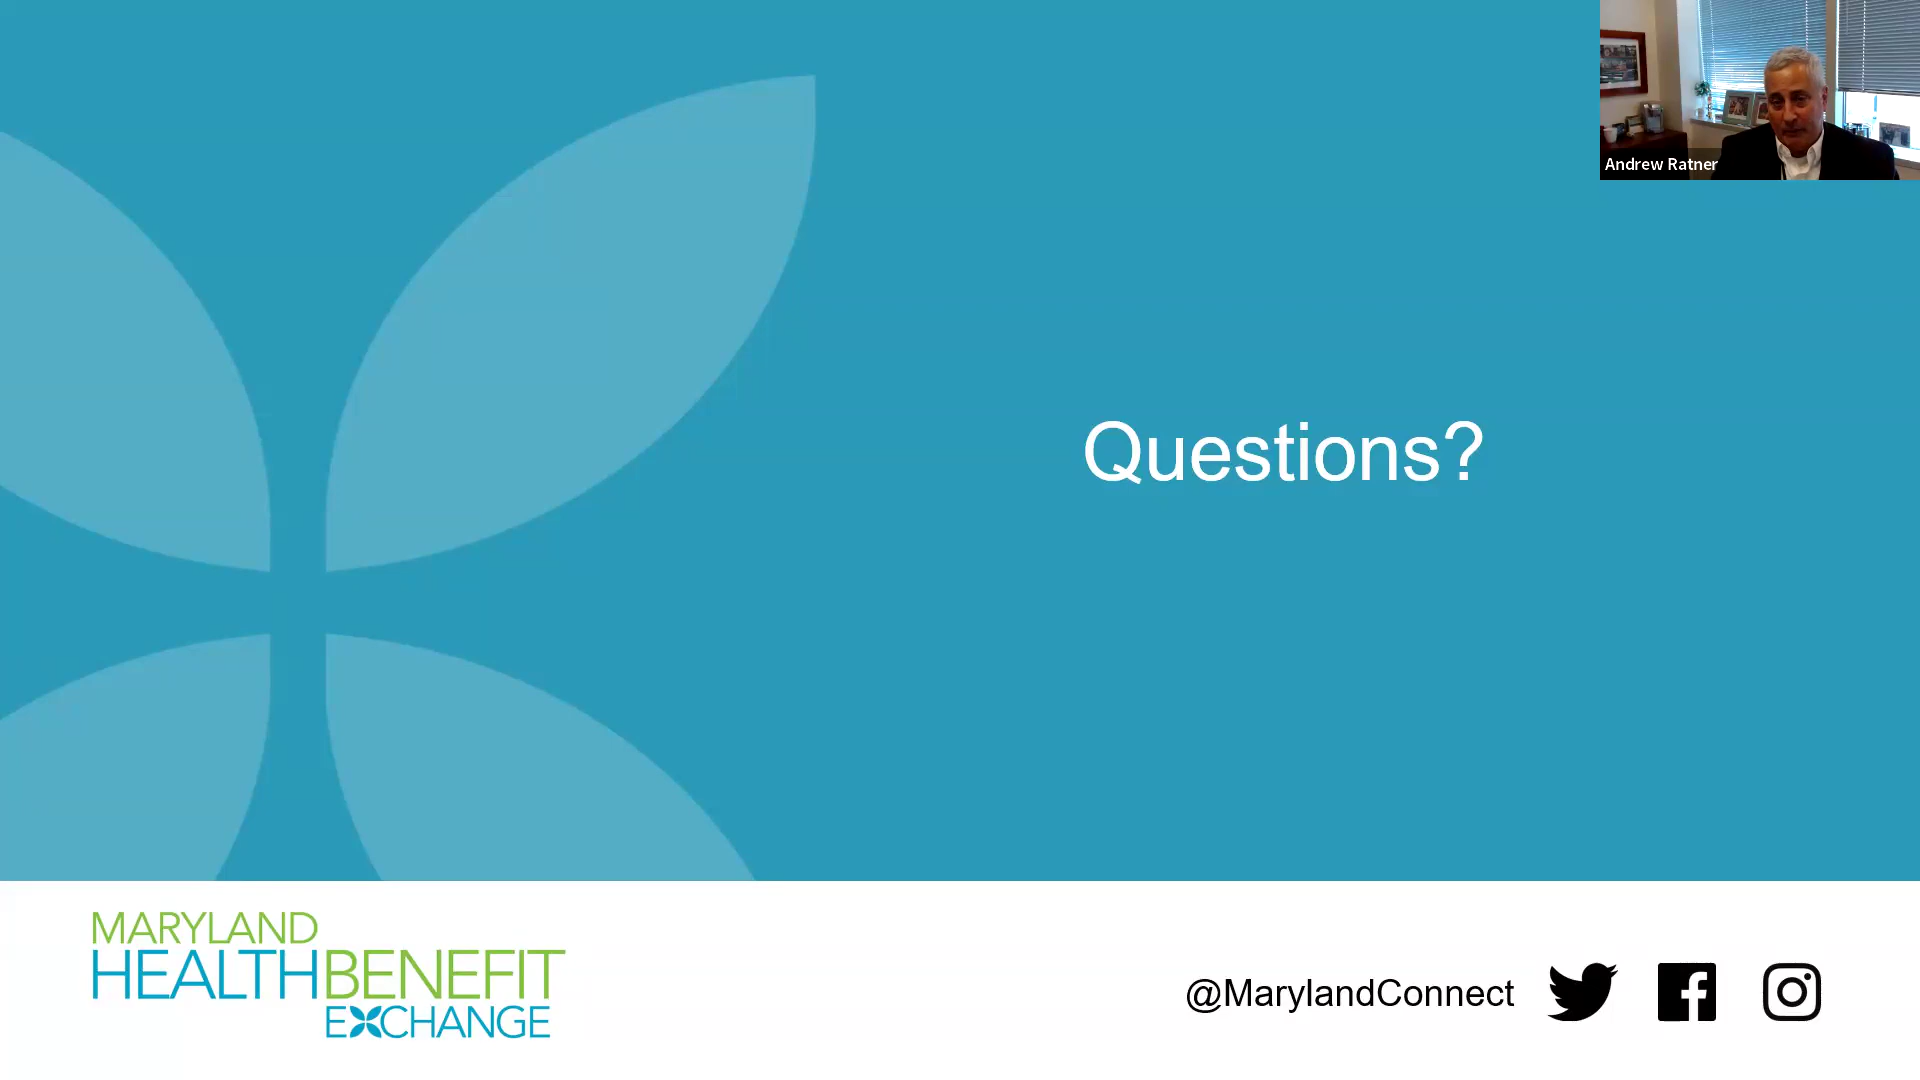 Andrew Ratner
Questions?
MARYLAND
HEALTHBENEFIT
EXCHANGE
@MarylandConnect